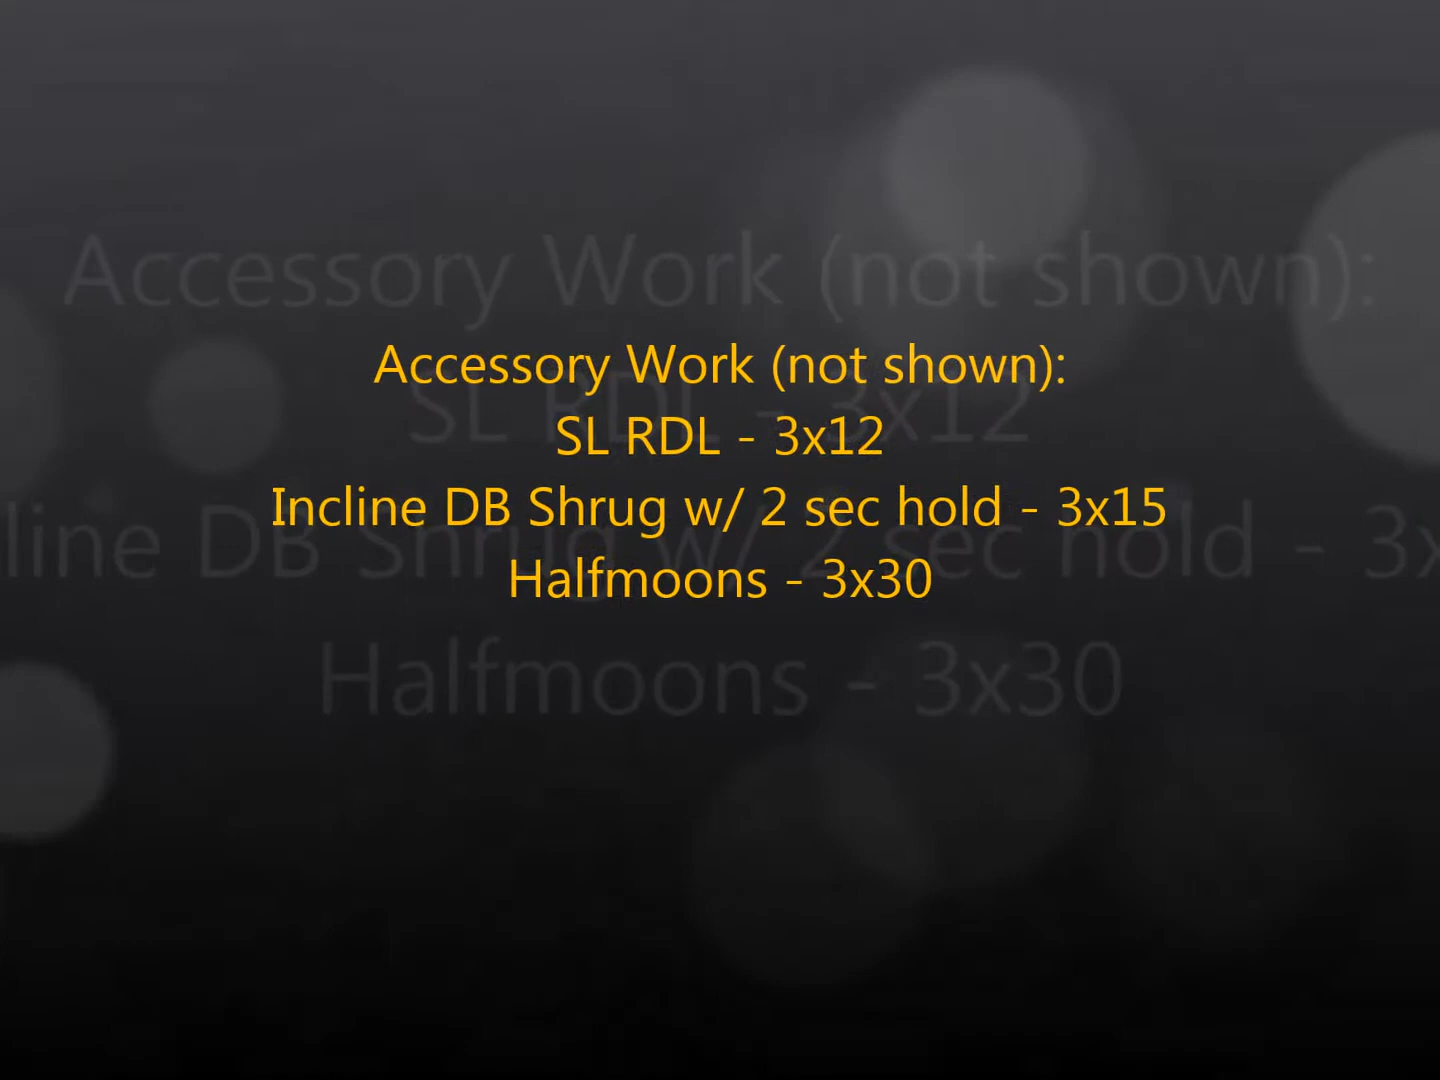 Accessory Work (not shown):
SL RDL - 3x12
Incline DB Shrug w/ 2 sec hold - 3x15
Halfmoons - 3x30